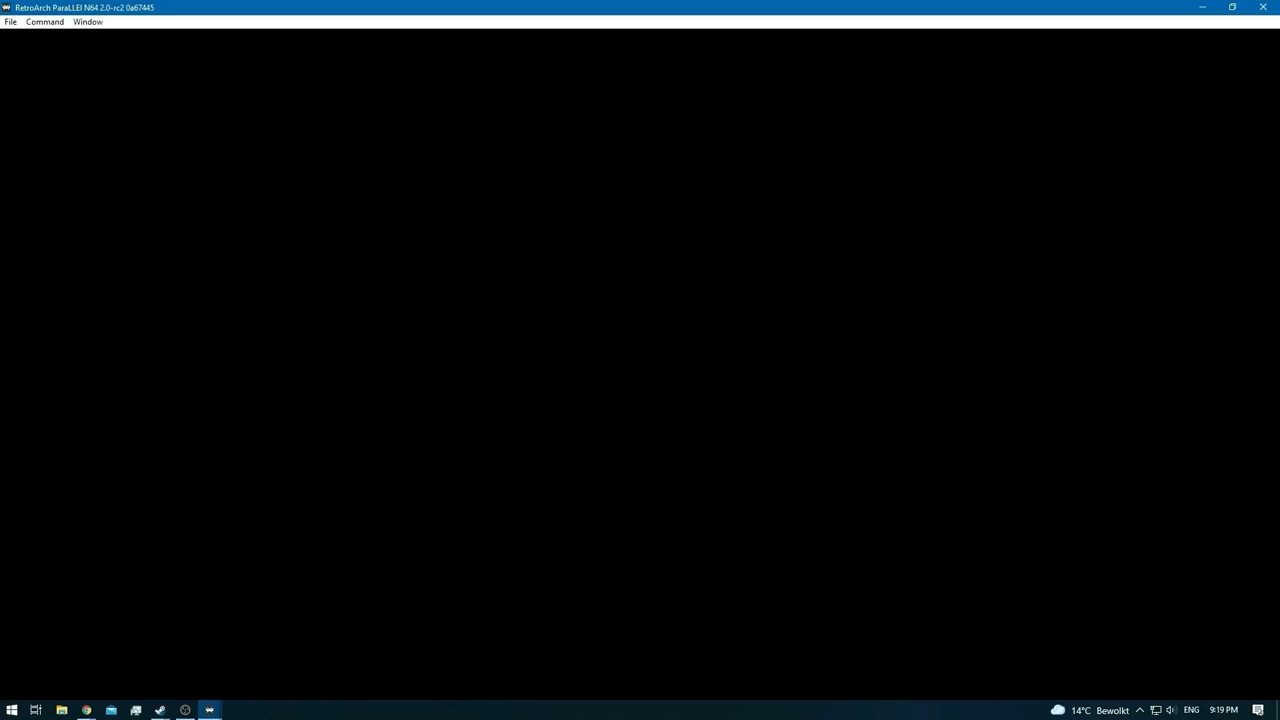 RetroArch ParaLLEl N64 2.0-rc2 0a67445
File Command Window
14°C Bewolkt ENG 9:19 PM